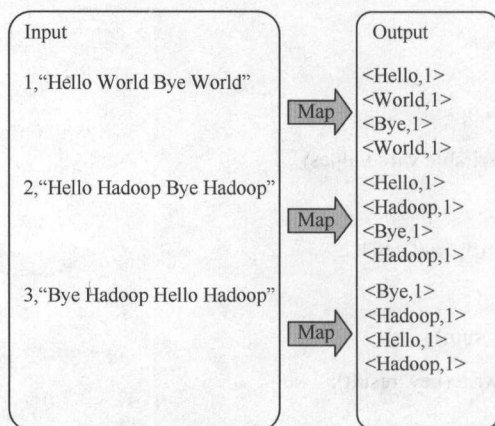 Input
Output
1,“Hello World Bye World”
Map
<Hello,1>
<World,1>
<Bye,1>
<World,1>
2,“Hello Hadoop Bye Hadoop”
Map
<Hello,1>
<Hadoop,1>
<Bye,1>
<Hadoop,1>
3,“Bye Hadoop Hello Hadoop”
Map
<Bye,1>
<Hadoop,1>
<Hello,1>
<Hadoop,1>